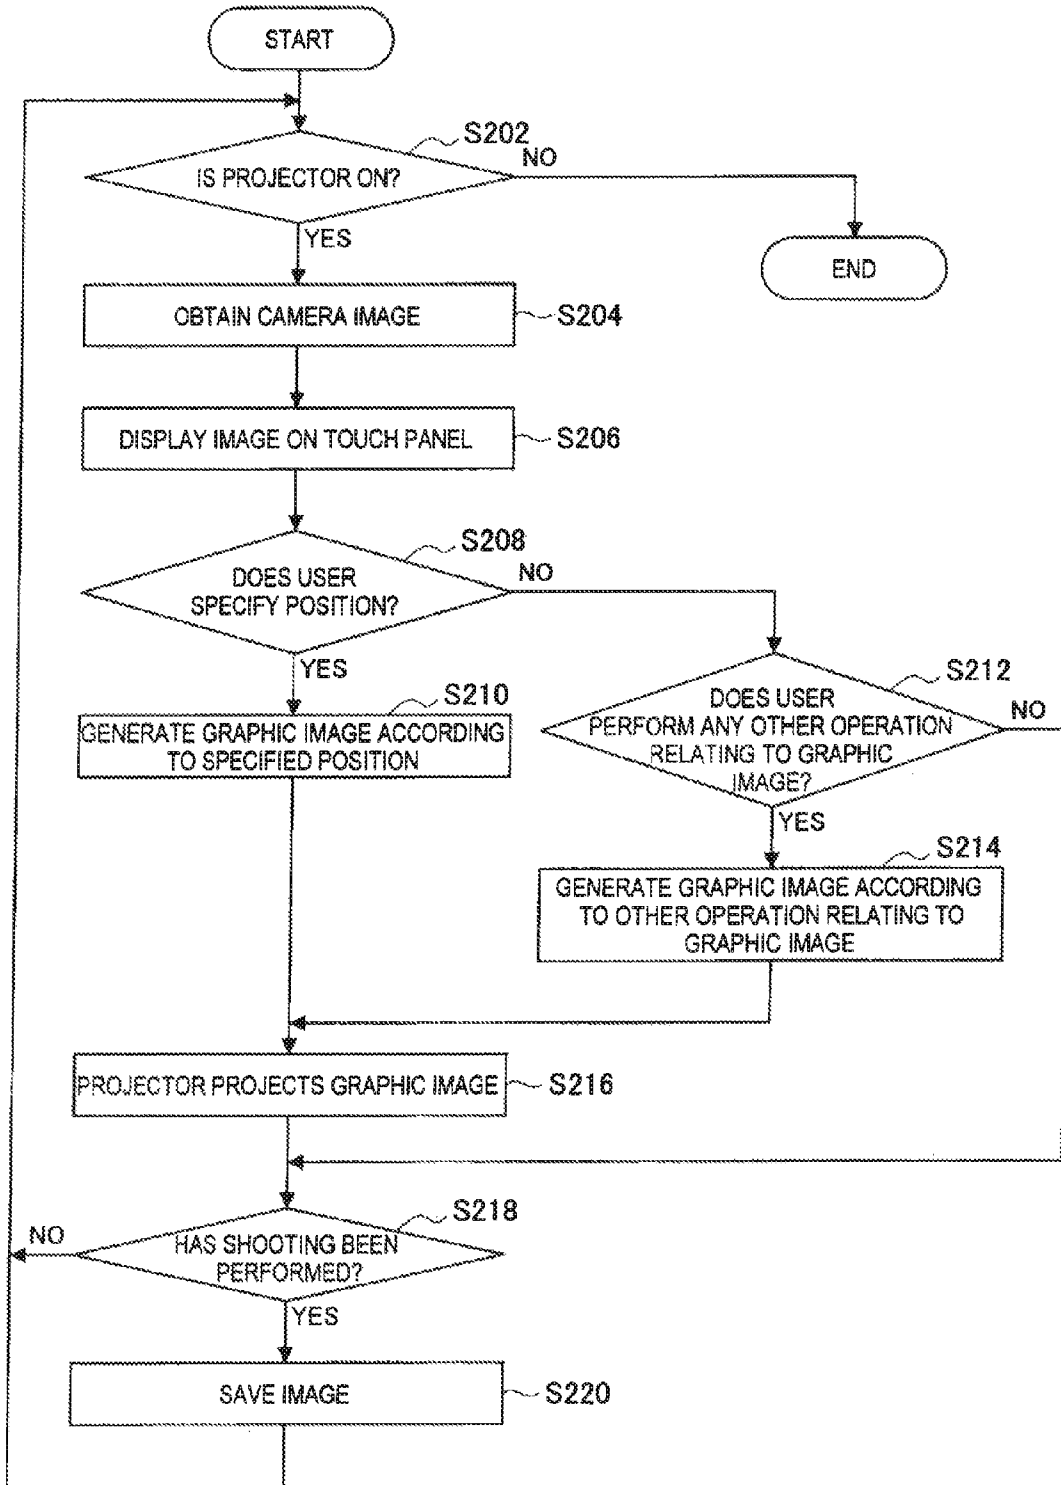 START
S202
IS PROJECTOR ON?
NO
YES
END
OBTAIN CAMERA IMAGE
S204
DISPLAY IMAGE ON TOUCH PANEL
S206
S208
DOES USER
SPECIFY POSITION?
NO
YES
S210
GENERATE GRAPHIC IMAGE ACCORDING
TO SPECIFIED POSITION
S212
DOES USER
PERFORM ANY OTHER OPERATION
RELATING TO GRAPHIC
IMAGE?
NO
YES
S214
GENERATE GRAPHIC IMAGE ACCORDING
TO OTHER OPERATION RELATING TO
GRAPHIC IMAGE
PROJECTOR PROJECTS GRAPHIC IMAGE
S216
S218
HAS SHOOTING BEEN
PERFORMED?
NO
YES
SAVE IMAGE
S220